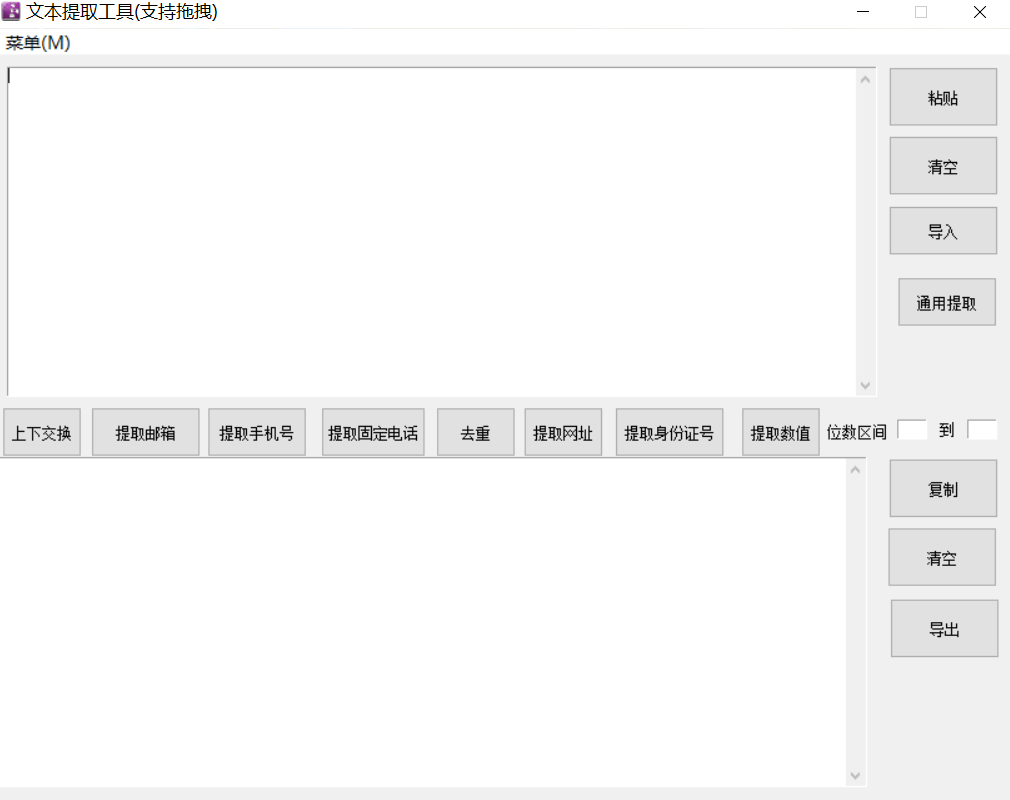 文本提取工具(支持拖拽)
菜单(M)
粘贴
清空
导入
通用提取
上下交换 提取邮箱 提取手机号 提取固定电话 去重 提取网址 提取身份证号 提取数值 位数区间 到
复制
清空
导出